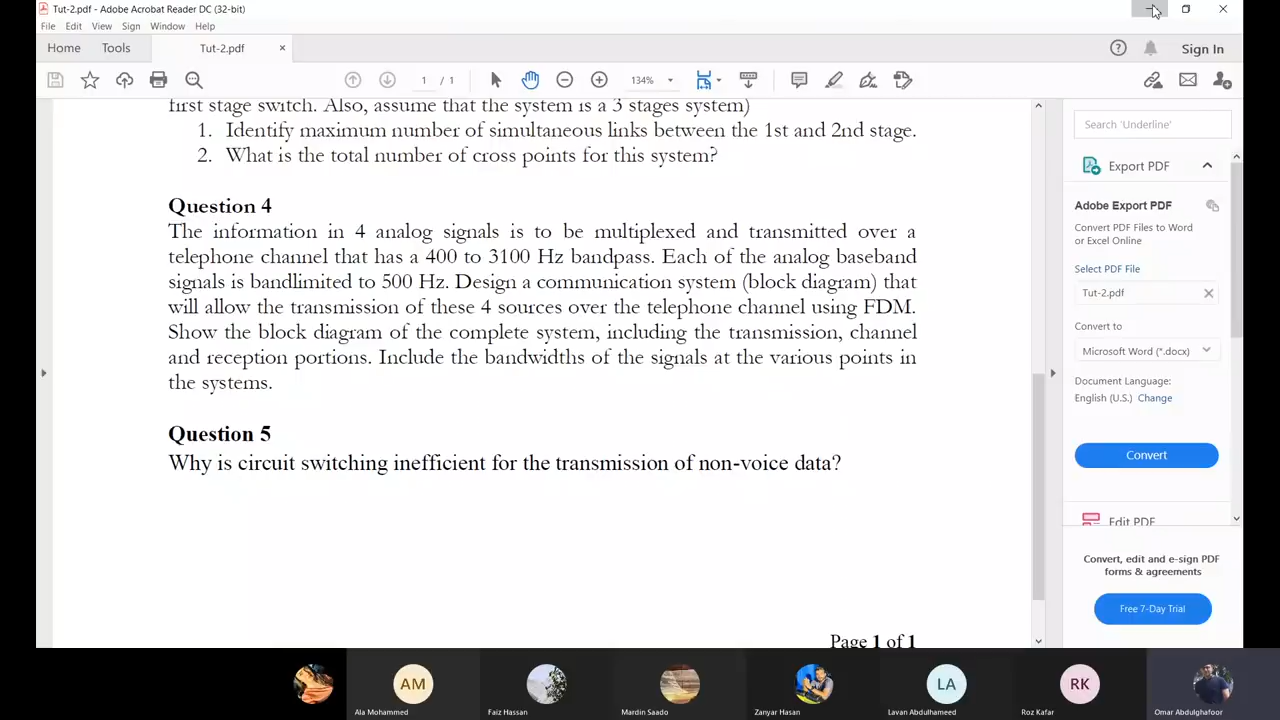 Tut-2.pdf - Adobe Acrobat Reader DC (32-bit)
File Edit View Sign Window Help
Home Tools Tut-2.pdf × Sign In
1 / 1 134%
first stage switch. Also, assume that the system is a 3 stages system)
1. Identify maximum number of simultaneous links between the 1st and 2nd stage.
2. What is the total number of cross points for this system?
Question 4
The information in 4 analog signals is to be multiplexed and transmitted over a
telephone channel that has a 400 to 3100 Hz bandpass. Each of the analog baseband
signals is bandlimited to 500 Hz. Design a communication system (block diagram) that
will allow the transmission of these 4 sources over the telephone channel using FDM.
Show the block diagram of the complete system, including the transmission, channel
and reception portions. Include the bandwidths of the signals at the various points in
the systems.
Question 5
Why is circuit switching inefficient for the transmission of non-voice data?
Page 1 of 1
Search 'Underline'
Export PDF
Adobe Export PDF
Convert PDF Files to Word
or Excel Online
Select PDF File
Tut-2.pdf
Convert to
Microsoft Word (*.docx)
Document Language:
English (U.S.) Change
Convert
Edit PDF
Convert, edit and e-sign PDF
forms & agreements
Free 7-Day Trial
AM LA RK
Ala Mohammed Faiz Hassan Mardin Saado Zanyar Hasan Lavan Abdulhameed Roz Kafar Omar Abdulghafoor